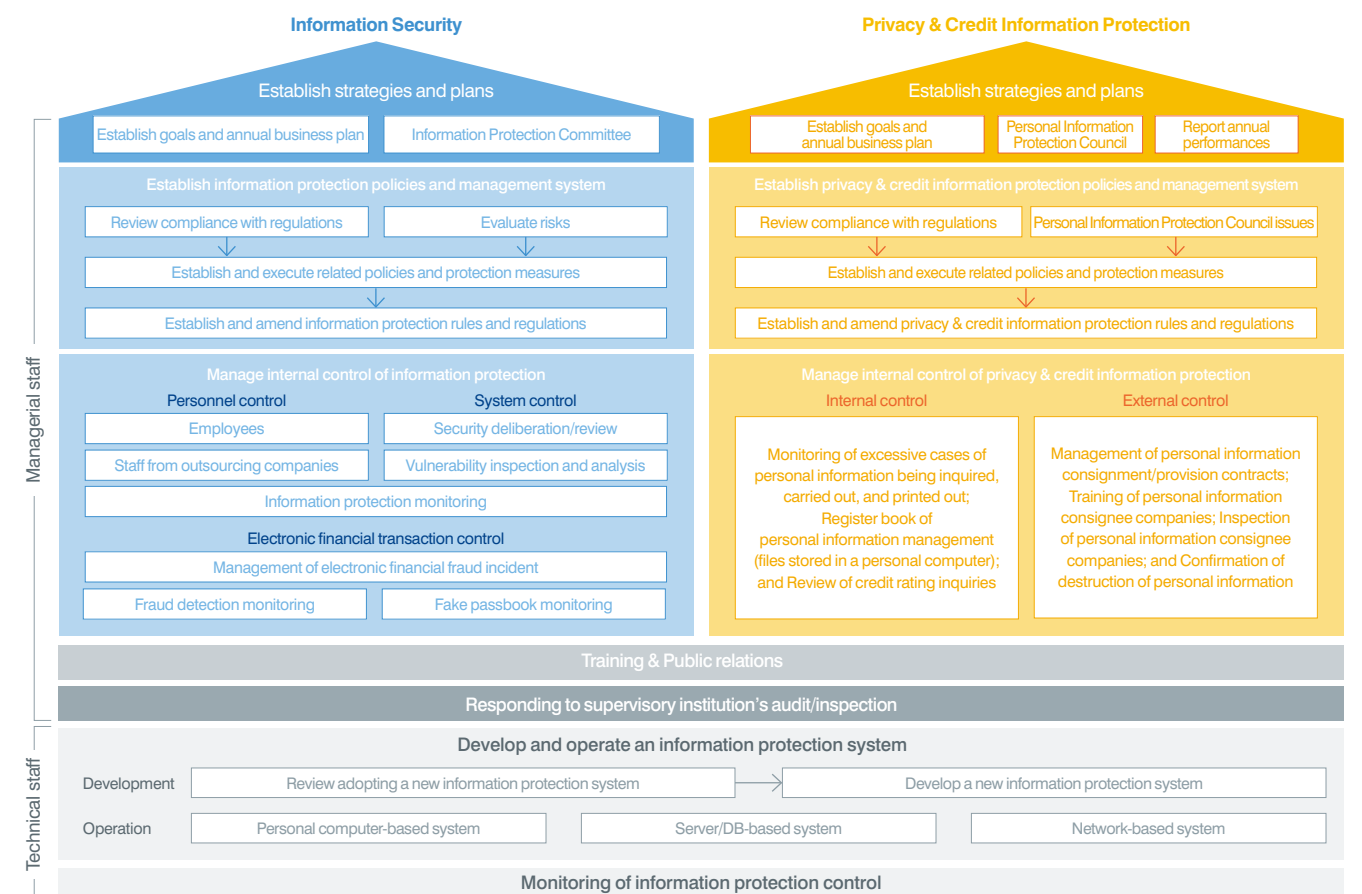 Information Security
Establish strategies and plans
Establish goals and annual business plan
Information Protection Committee
Establish information protection policies and management system
Review compliance with regulations
Evaluate risks
Establish and execute related policies and protection measures
Establish and amend information protection rules and regulations
Manage internal control of information protection
Personnel control
System control
Employees
Security deliberation/review
Staff from outsourcing companies
Vulnerability inspection and analysis
Information protection monitoring
Electronic financial transaction control
Management of electronic financial fraud incident
Fraud detection monitoring
Fake passbook monitoring
Privacy & Credit Information Protection
Establish strategies and plans
Establish goals and
annual business plan
Personal Information
Protection Council
Report annual
performances
Establish privacy & credit information protection policies and management system
Review compliance with regulations
Personal Information Protection Council issues
Establish and execute related policies and protection measures
Establish and amend privacy & credit information protection rules and regulations
Manage internal control of privacy & credit information protection
Internal control
Monitoring of excessive cases of
personal information being inquired,
carried out, and printed out;
Register book of
personal information management
(files stored in a personal computer);
and Review of credit rating inquiries
External control
Management of personal information
consignment/provision contracts;
Training of personal information
consignee companies; Inspection
of personal information consignee
companies; and Confirmation of
destruction of personal information
Managerial staff
Training & Public relations
Responding to supervisory institution's audit/inspection
Technical staff
Develop and operate an information protection system
Development
Review adopting a new information protection system
Develop a new information protection system
Operation
Personal computer-based system
Server/DB-based system
Network-based system
Monitoring of information protection control